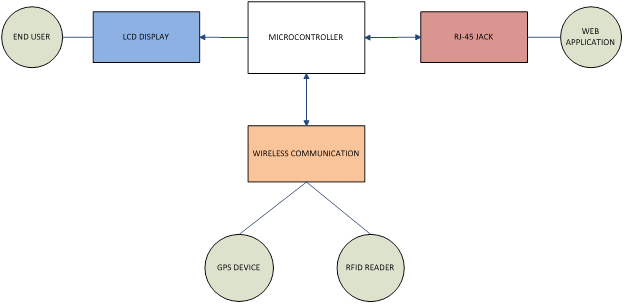 END USER
LCD DISPLAY
MICROCONTROLLER
RJ-45 JACK
WEB
APPLICATION
WIRELESS COMMUNICATION
GPS DEVICE
RFID READER